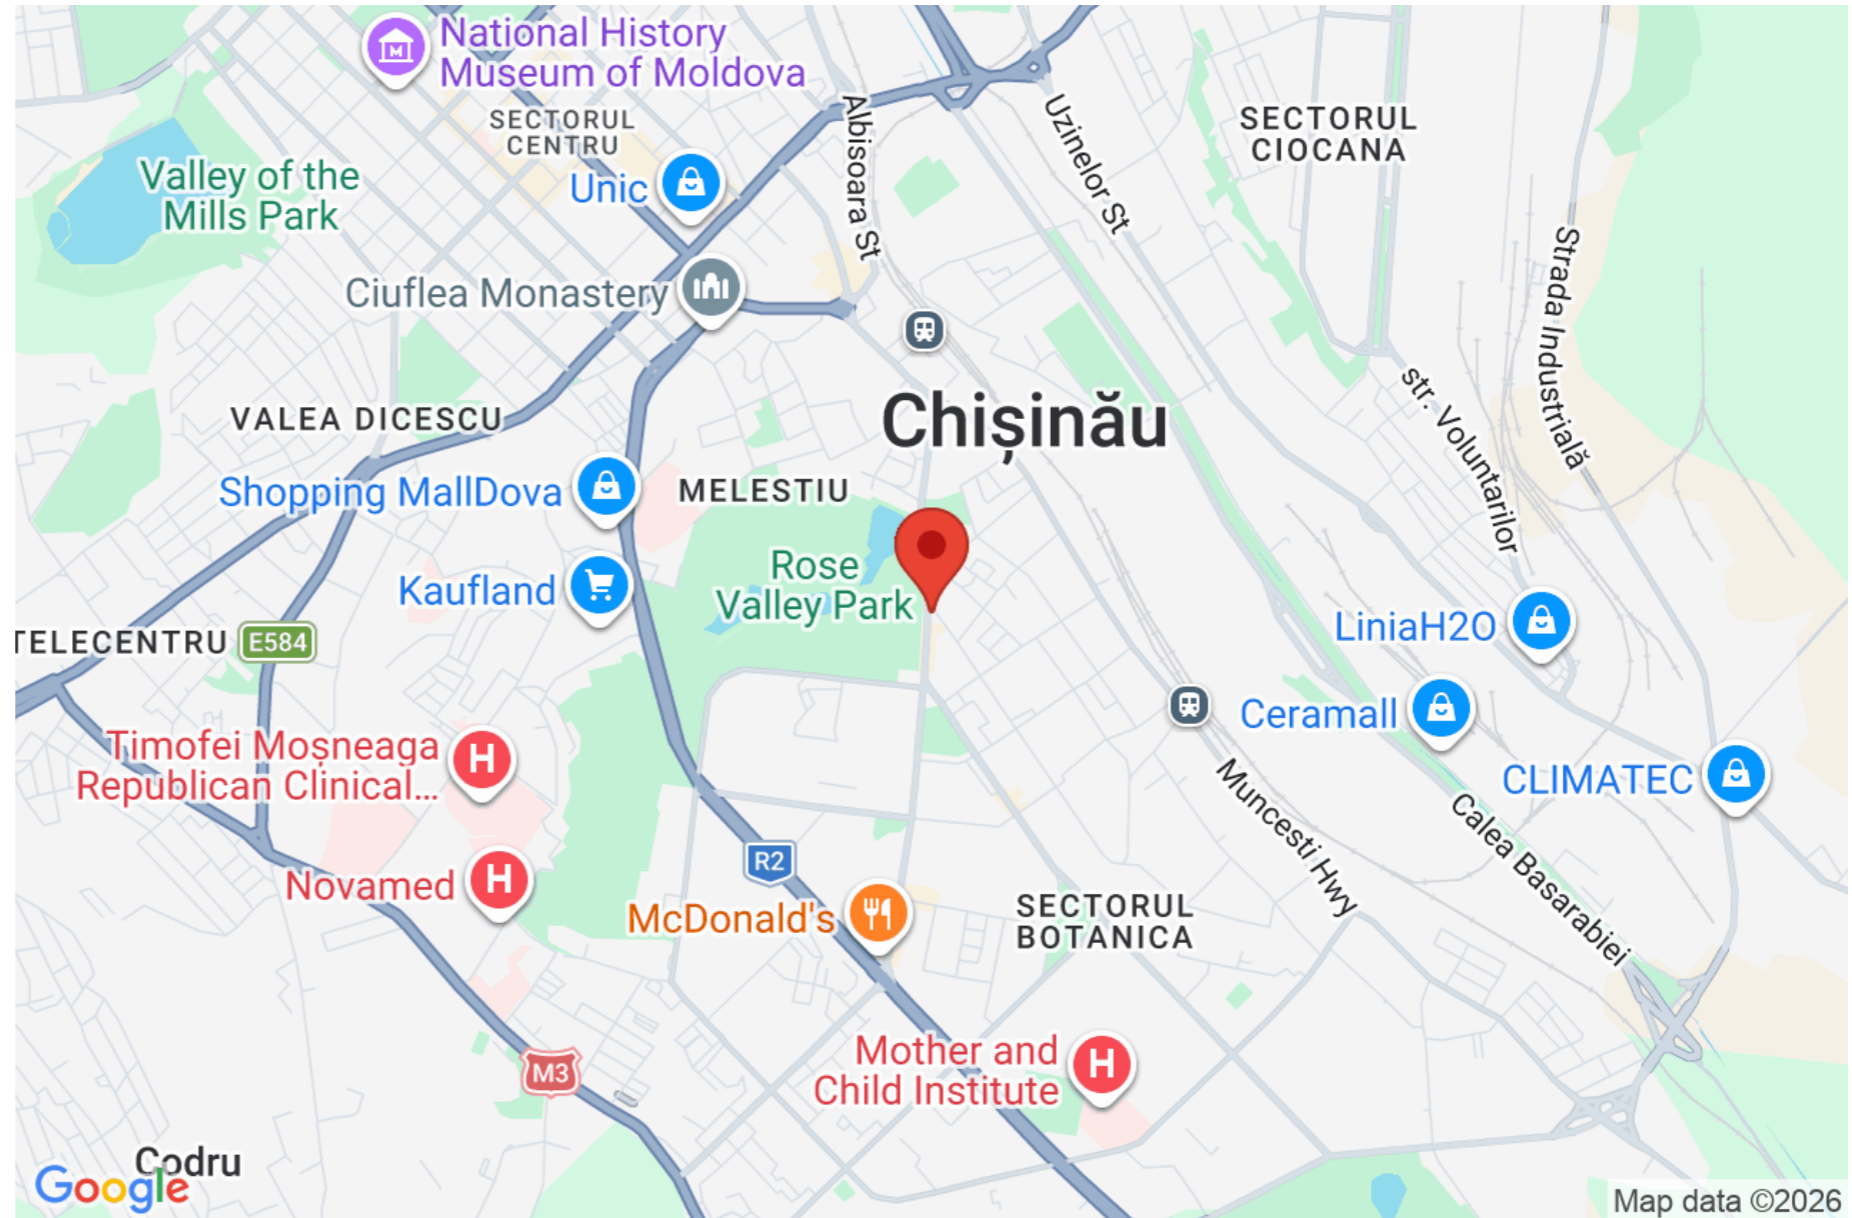 National History
Museum of Moldova
SECTORUL
CENTRU
Albisoara St
Uzinelor St
SECTORUL
CIOCANA
Valley of the
Mills Park
Unic
Ciuflea Monastery
Strada Industrială
str. Voluntarilor
Chișinău
VALEA DICESCU
Shopping MallDova
MELESTIU
Rose
Valley Park
Kaufland
TELECENTRU
E584
LiniaH2O
Ceramall
CLIMATEC
Timofei Moșneaga
Republican Clinical...
Muncesti Hwy
Calea Basarabiei
R2
Novamed
McDonald's
SECTORUL
BOTANICA
Mother and
Child Institute
M3
Codru
Google
Map data ©2026